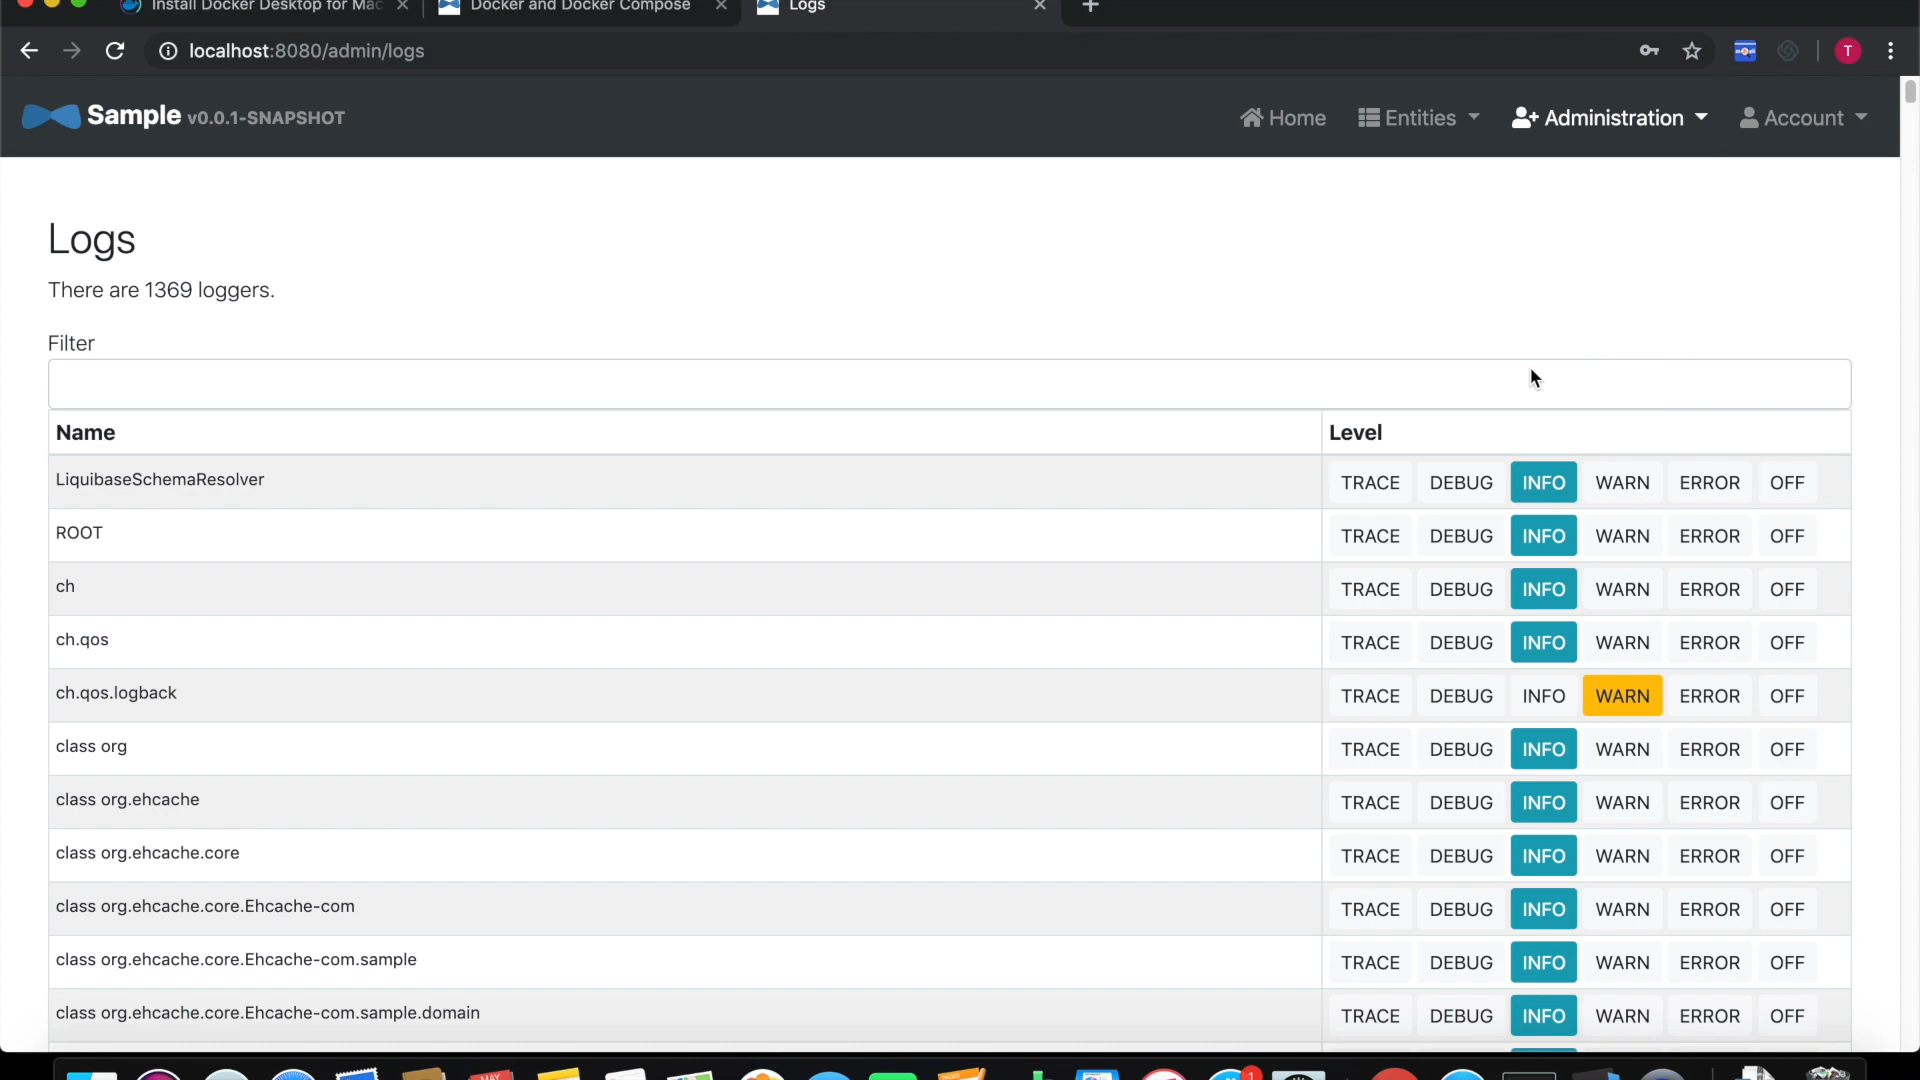 Install Docker Desktop for Mac
Docker and Docker Compose
Logs
localhost:8080/admin/logs
T
Sample v0.0.1-SNAPSHOT
Home
Entities
Administration
Account
Logs
There are 1369 loggers.
Filter
Name Level
LiquibaseSchemaResolver TRACE DEBUG INFO WARN ERROR OFF
ROOT TRACE DEBUG INFO WARN ERROR OFF
ch TRACE DEBUG INFO WARN ERROR OFF
ch.qos TRACE DEBUG INFO WARN ERROR OFF
ch.qos.logback TRACE DEBUG INFO WARN ERROR OFF
class org TRACE DEBUG INFO WARN ERROR OFF
class org.ehcache TRACE DEBUG INFO WARN ERROR OFF
class org.ehcache.core TRACE DEBUG INFO WARN ERROR OFF
class org.ehcache.core.Ehcache-com TRACE DEBUG INFO WARN ERROR OFF
class org.ehcache.core.Ehcache-com.sample TRACE DEBUG INFO WARN ERROR OFF
class org.ehcache.core.Ehcache-com.sample.domain TRACE DEBUG INFO WARN ERROR OFF
MAY
PAGES
1